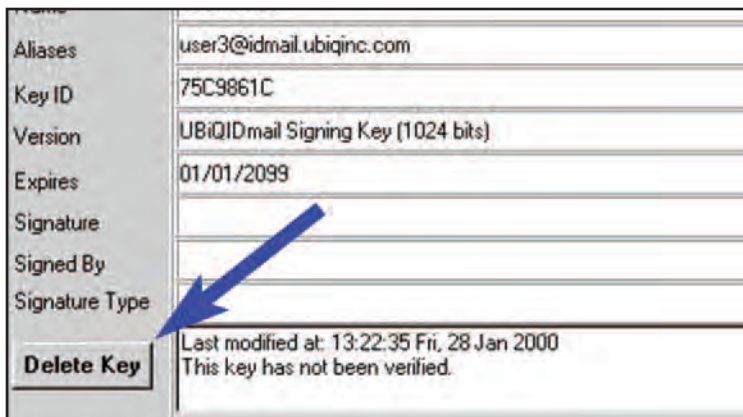 Aliases user3@idmail.ubiqinc.com
Key ID 75C9861C
Version UBiQIDmail Signing Key (1024 bits)
Expires 01/01/2099
Signature
Signed By
Signature Type
Delete Key
Last modified at: 13:22:35 Fri, 28 Jan 2000
This key has not been verified.